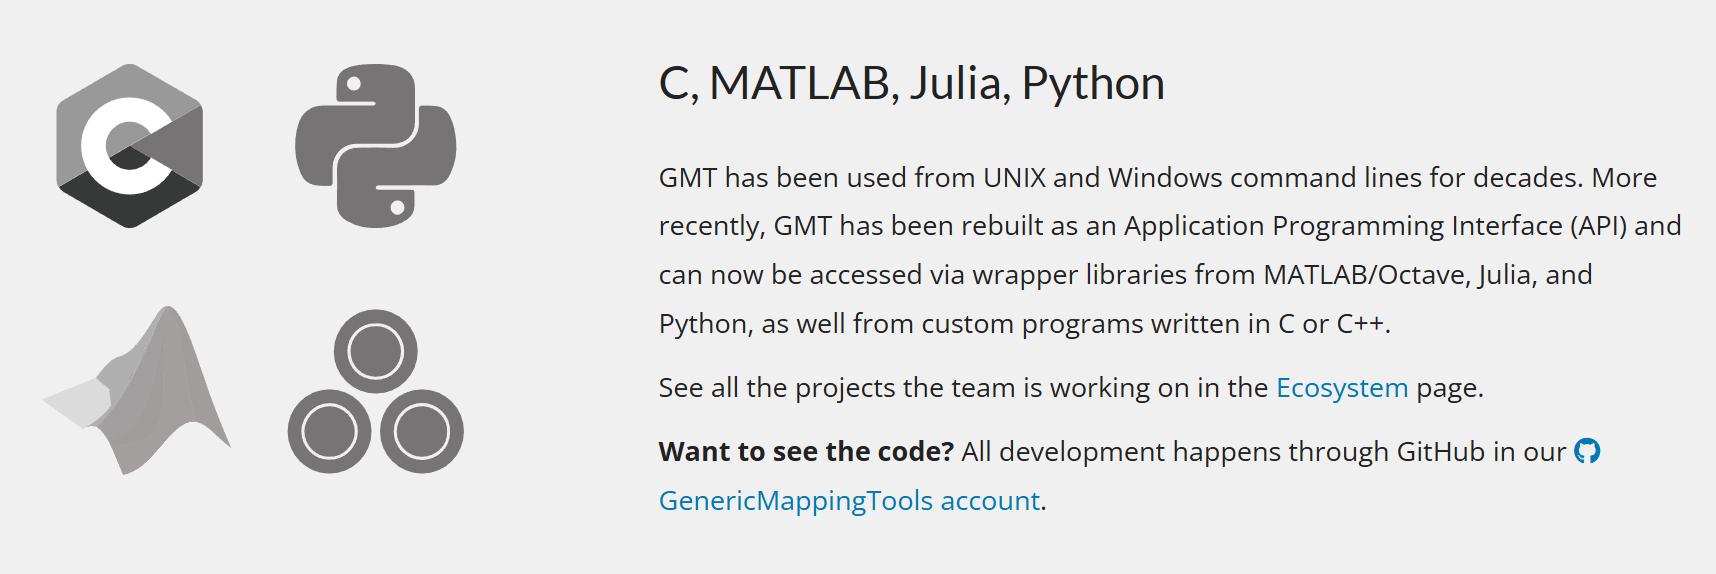 C, MATLAB, Julia, Python
GMT has been used from UNIX and Windows command lines for decades. More
recently, GMT has been rebuilt as an Application Programming Interface (API) and
can now be accessed via wrapper libraries from MATLAB/Octave, Julia, and
Python, as well from custom programs written in C or C++.
See all the projects the team is working on in the Ecosystem page.
Want to see the code? All development happens through GitHub in our
GenericMappingTools account.